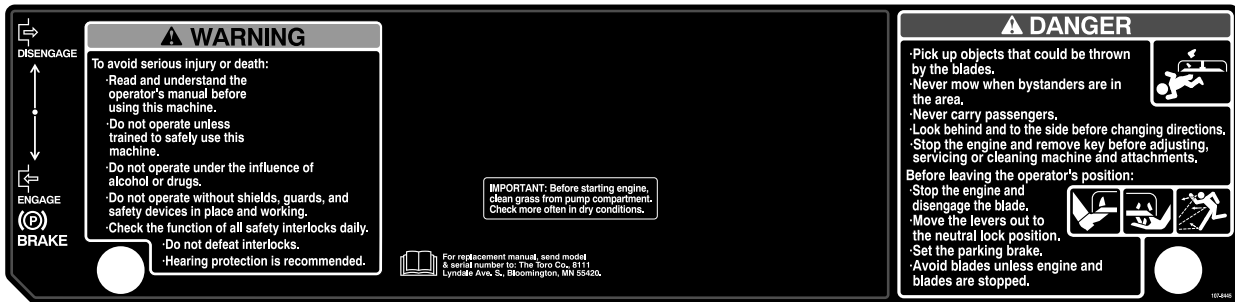 DISENGAGE
ENGAGE
(P)
BRAKE
WARNING
To avoid serious injury or death:
·Read and understand the
operator's manual before
using this machine.
·Do not operate unless
trained to safely use this
machine.
·Do not operate under the influence of
alcohol or drugs.
·Do not operate without shields, guards, and
safety devices in place and working.
·Check the function of all safety interlocks daily.
·Do not defeat interlocks.
·Hearing protection is recommended.
IMPORTANT: Before starting engine,
clean grass from pump compartment.
Check more often in dry conditions.
For replacement manual, send model
& serial number to: The Toro Co., 8111
Lyndale Ave. S., Bloomington, MN 55420.
DANGER
·Pick up objects that could be thrown
by the blades.
·Never mow when bystanders are in
the area.
·Never carry passengers.
·Look behind and to the side before changing directions.
·Stop the engine and remove key before adjusting,
servicing or cleaning machine and attachments.
Before leaving the operator's position:
·Stop the engine and
disengage the blade.
·Move the levers out to
the neutral lock position.
·Set the parking brake.
·Avoid blades unless engine and
blades are stopped.
107-8445